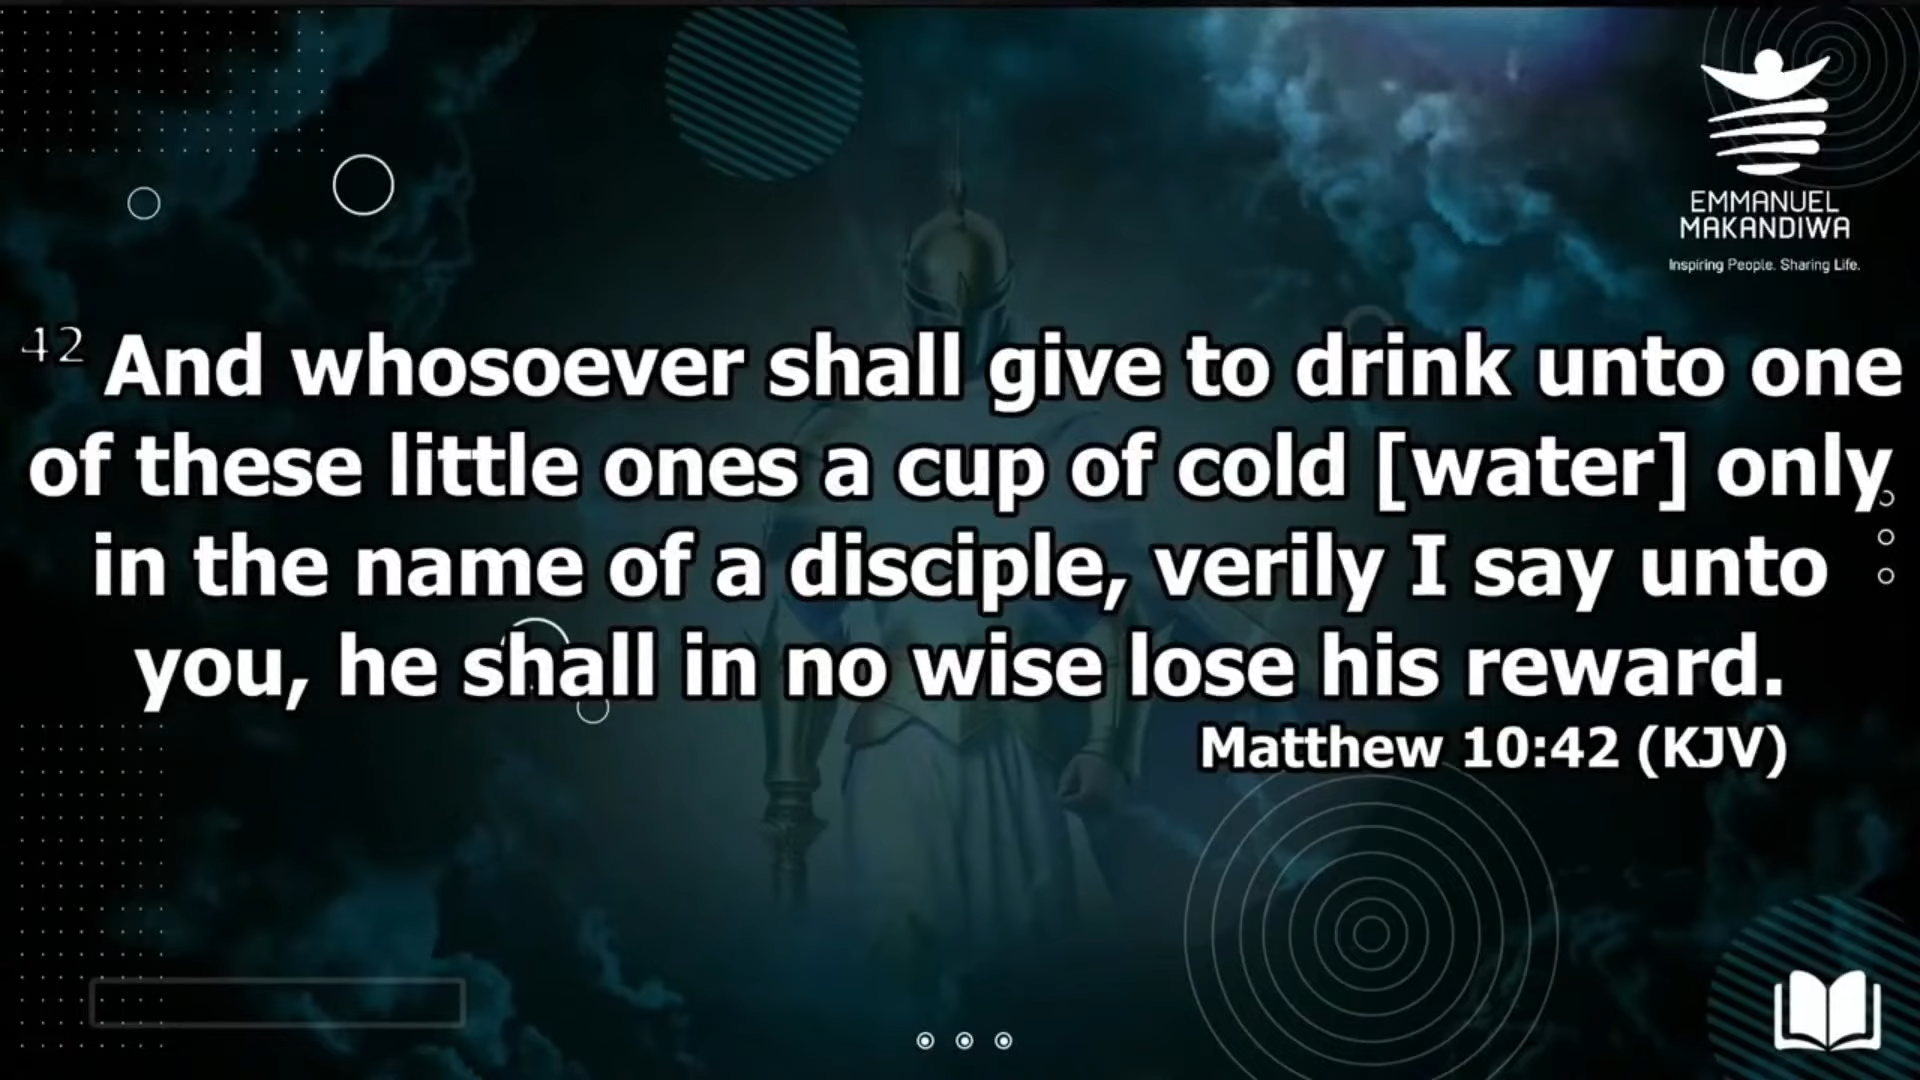 EMMANUEL
MAKANDIWA
Inspiring People. Sharing Life.
42 And whosoever shall give to drink unto one
of these little ones a cup of cold [water] only
in the name of a disciple, verily I say unto
you, he shall in no wise lose his reward.
Matthew 10:42 (KJV)